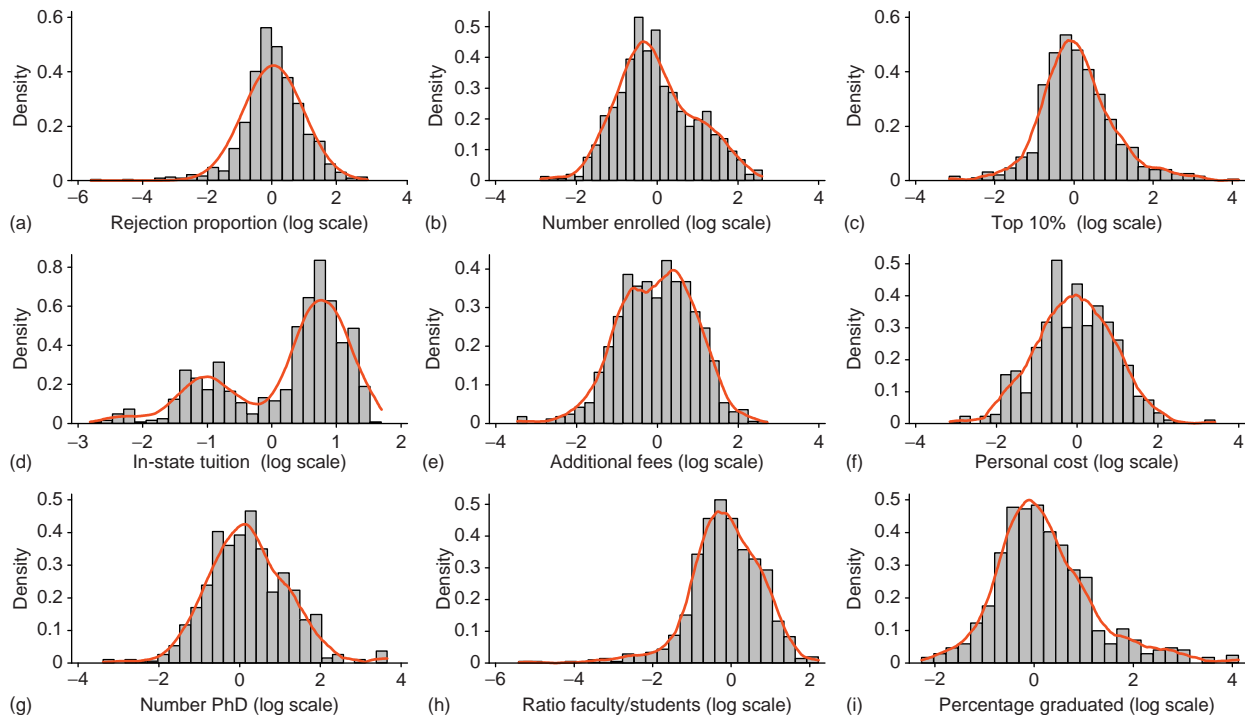 Density
0.6
0.4
0.2
0
−6 −4 −2 0 2 4
(a) Rejection proportion (log scale)
Density
0.5
0.4
0.3
0.2
0.1
0
−4 −2 0 2 4
(b) Number enrolled (log scale)
Density
0.6
0.4
0.2
0
−4 −2 0 2 4
(c) Top 10% (log scale)
Density
0.8
0.6
0.4
0.2
0
−3 −2 −1 0 1 2
(d) In-state tuition (log scale)
Density
0.4
0.3
0.2
0.1
0
−4 −2 0 2 4
(e) Additional fees (log scale)
Density
0.5
0.4
0.3
0.2
0.1
0
−4 −2 0 2 4
(f) Personal cost (log scale)
Density
0.5
0.4
0.3
0.2
0.1
0
−4 −2 0 2 4
(g) Number PhD (log scale)
Density
0.5
0.4
0.3
0.2
0.1
0
−6 −4 −2 0 2
(h) Ratio faculty/students (log scale)
Density
0.5
0.4
0.3
0.2
0.1
0
−2 0 2 4
(i) Percentage graduated (log scale)